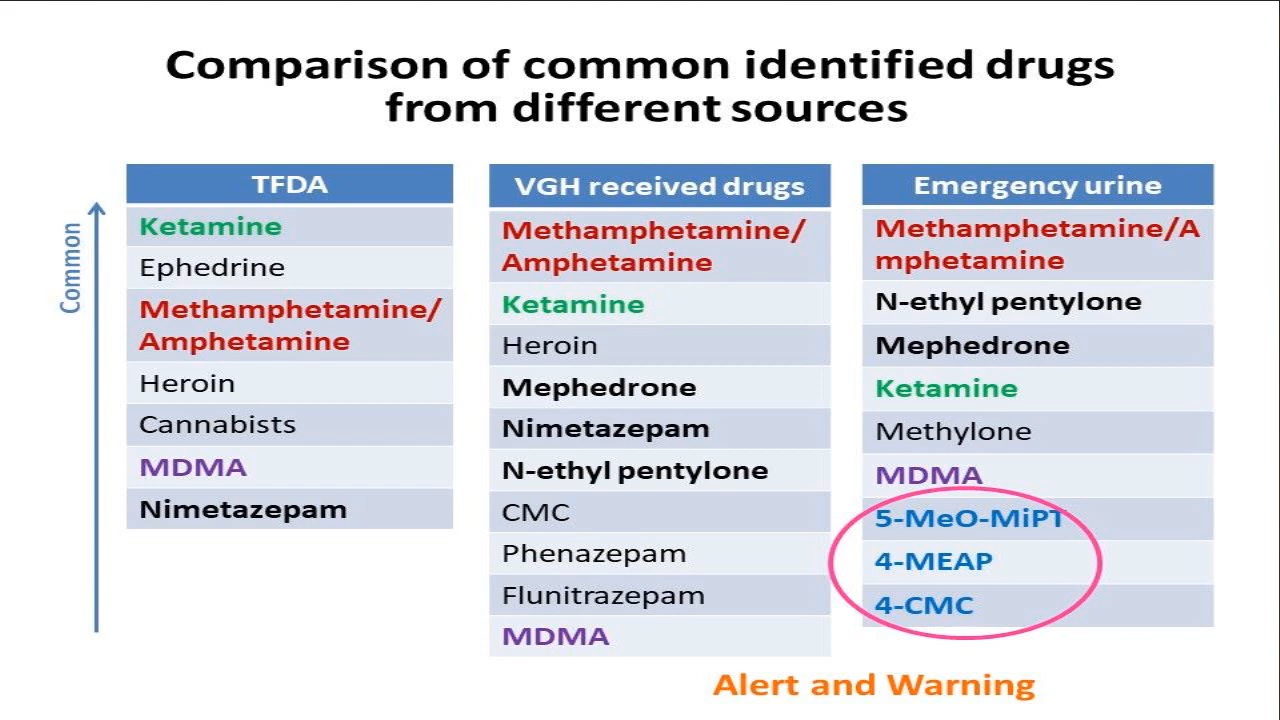 Comparison of common identified drugs
from different sources
Common
TFDA
Ketamine
Ephedrine
Methamphetamine/
Amphetamine
Heroin
Cannabists
MDMA
Nimetazepam
VGH received drugs
Methamphetamine/
Amphetamine
Ketamine
Heroin
Mephedrone
Nimetazepam
N-ethyl pentylone
CMC
Phenazepam
Flunitrazepam
MDMA
Emergency urine
Methamphetamine/A
mphetamine
N-ethyl pentylone
Mephedrone
Ketamine
Methylone
MDMA
5-MeO-MiPT
4-MEAP
4-CMC
Alert and Warning